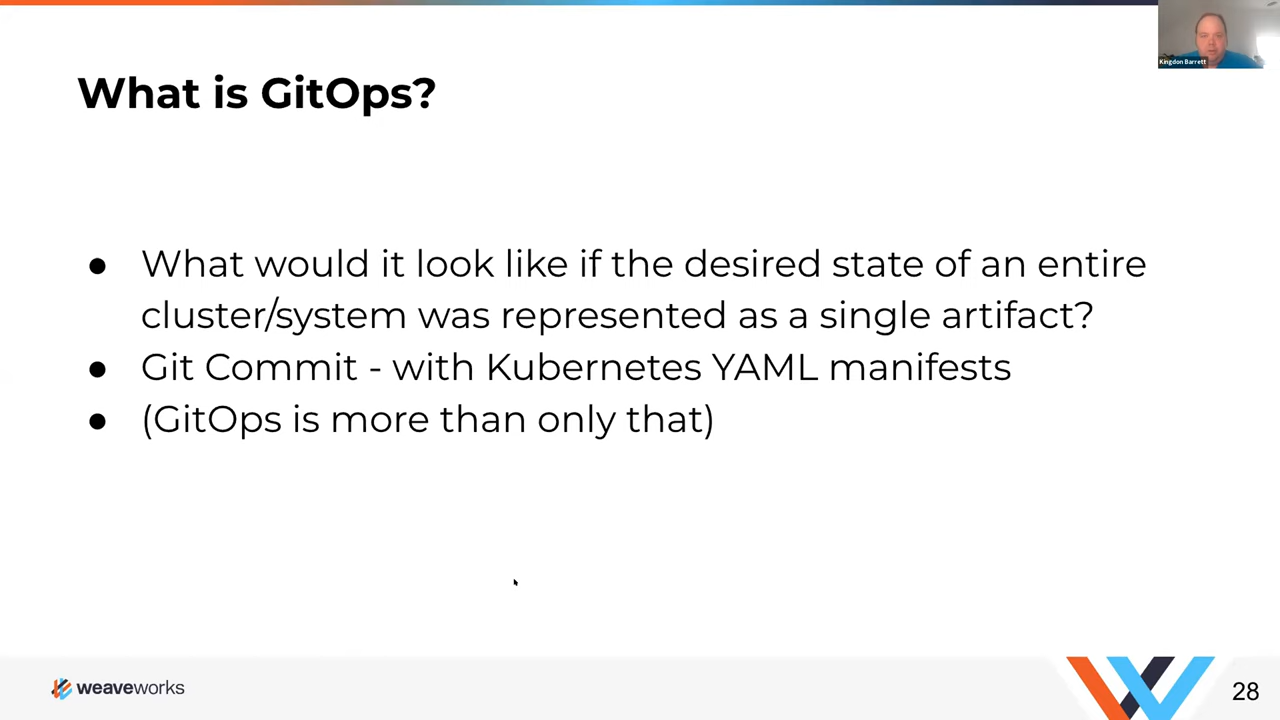 Kingdon Barrett
What is GitOps?
● What would it look like if the desired state of an entire
cluster/system was represented as a single artifact?
● Git Commit - with Kubernetes YAML manifests
● (GitOps is more than only that)
weaveworks
28